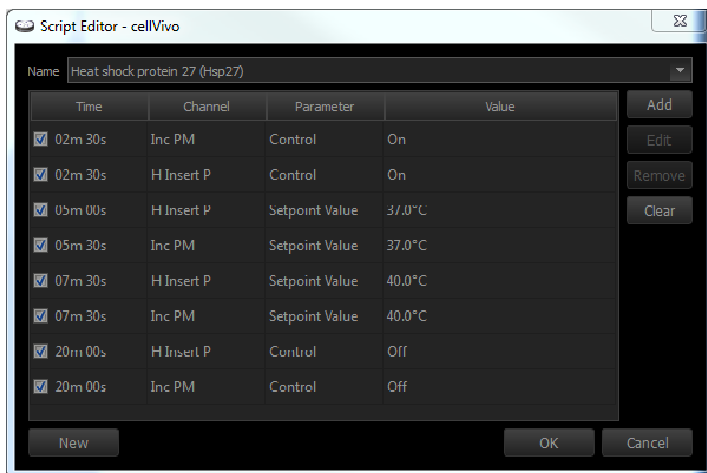 Script Editor - cellVivo
Name Heat shock protein 27 (Hsp27)
Time Channel Parameter Value Add
02m 30s Inc PM Control On Edit
02m 30s H Insert P Control On Remove
05m 00s H Insert P Setpoint Value 37.0°C Clear
05m 30s Inc PM Setpoint Value 37.0°C
07m 30s H Insert P Setpoint Value 40.0°C
07m 30s Inc PM Setpoint Value 40.0°C
20m 00s H Insert P Control Off
20m 00s Inc PM Control Off
New OK Cancel